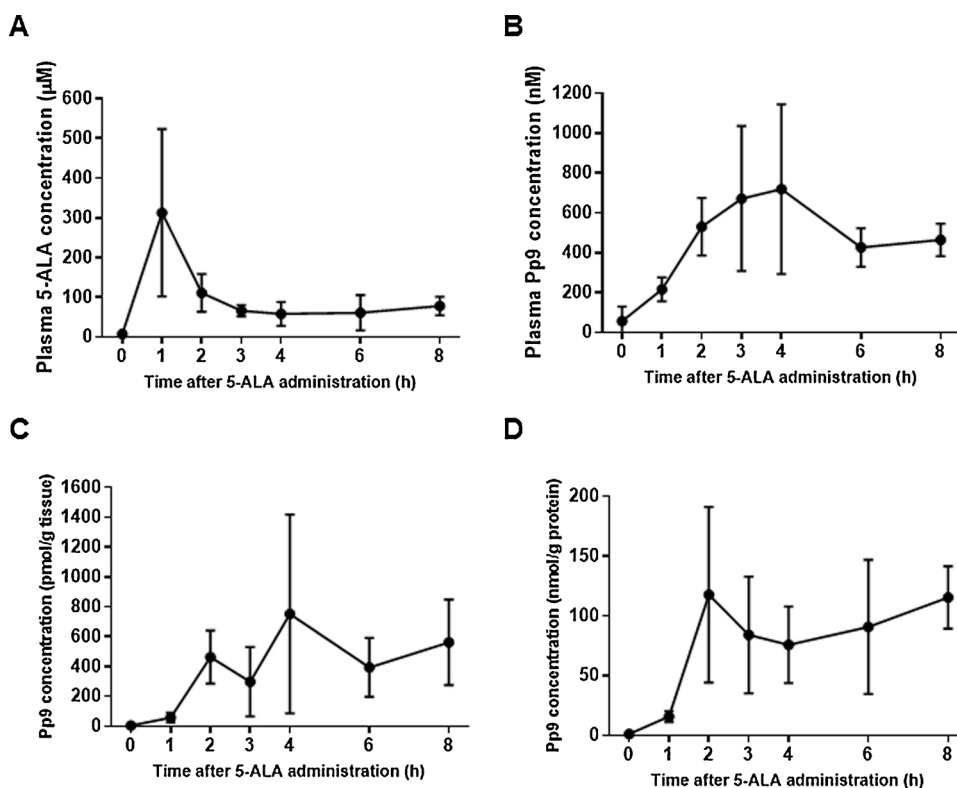 A
Plasma 5-ALA concentration (µM)
600
500
400
300
200
100
0
0 1 2 3 4 6 8
Time after 5-ALA administration (h)
B
Plasma Pp9 concentration (nM)
1200
1000
800
600
400
200
0
0 1 2 3 4 6 8
Time after 5-ALA administration (h)
C
Pp9 concentration (pmol/g tissue)
1600
1400
1200
1000
800
600
400
200
0
0 1 2 3 4 6 8
Time after 5-ALA administration (h)
D
Pp9 concentration (nmol/g protein)
200
150
100
50
0
0 1 2 3 4 6 8
Time after 5-ALA administration (h)